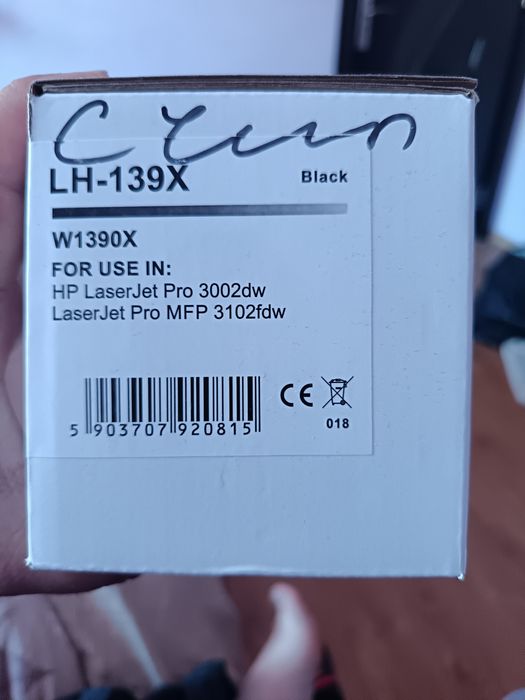 LH-139X
Black
W1390X
FOR USE IN:
HP LaserJet Pro 3002dw
LaserJet Pro MFP 3102fdw
5 903707 920815
CE
018